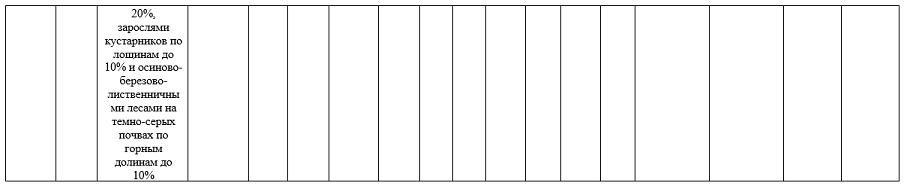 20%,
зарослями
кустарников по
лощинам до
10% и осиново-
березово-
лиственничны
ми лесами на
темно-серых
почвах по
горным
долинам до
10%